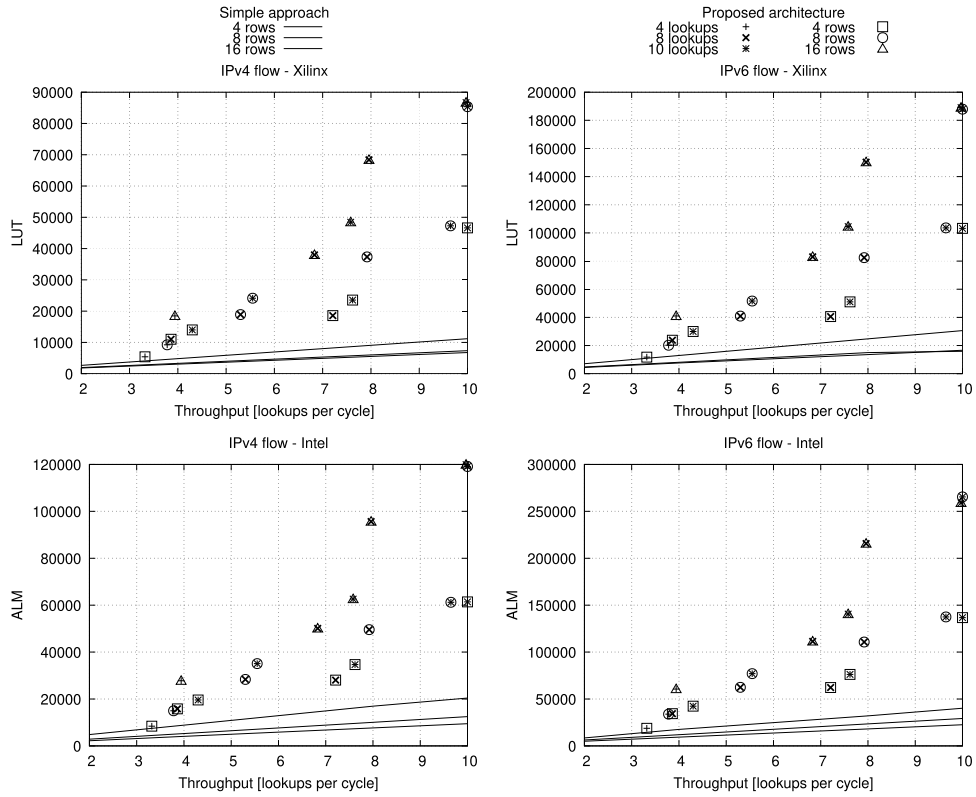 Simple approach
4 rows
8 rows
16 rows
Proposed architecture
4 lookups 4 rows
8 lookups 8 rows
10 lookups 16 rows
IPv4 flow - Xilinx
90000
80000
70000
60000
50000
40000
30000
20000
10000
0
LUT
2 3 4 5 6 7 8 9 10
Throughput [lookups per cycle]
IPv6 flow - Xilinx
200000
180000
160000
140000
120000
100000
80000
60000
40000
20000
0
LUT
2 3 4 5 6 7 8 9 10
Throughput [lookups per cycle]
IPv4 flow - Intel
120000
100000
80000
60000
40000
20000
0
ALM
2 3 4 5 6 7 8 9 10
Throughput [lookups per cycle]
IPv6 flow - Intel
300000
250000
200000
150000
100000
50000
0
ALM
2 3 4 5 6 7 8 9 10
Throughput [lookups per cycle]